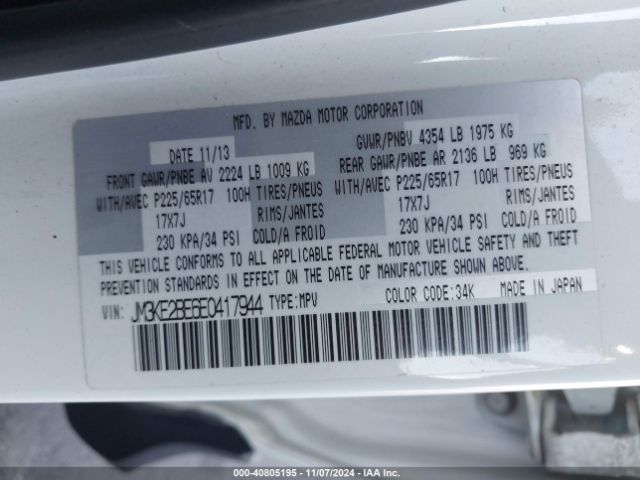 MFD. BY MAZDA MOTOR CORPORATION
DATE 11/13 GVWR/PNBV 4354 LB 1975 KG
FRONT GAWR/PNBE AV 2224 LB 1009 KG REAR GAWR/PNBE AR 2136 LB 969 KG
WITH/AVEC P225/65R17 100H TIRES/PNEUS WITH/AVEC P225/65R17 100H TIRES/PNEUS
17X7J RIMS/JANTES 17X7J RIMS/JANTES
230 KPA/34 PSI COLD/A FROID 230 KPA/34 PSI COLD/A FROID
THIS VEHICLE CONFORMS TO ALL APPLICABLE FEDERAL MOTOR VEHICLE SAFETY AND THEFT
PREVENTION STANDARDS IN EFFECT ON THE DATE OF MANUFACTURE SHOWN ABOVE.
VIN: JM3KE2BE6E0417944 TYPE:MPV COLOR CODE:34K MADE IN JAPAN
000-40805195 - 11/07/2024 - IAA Inc.